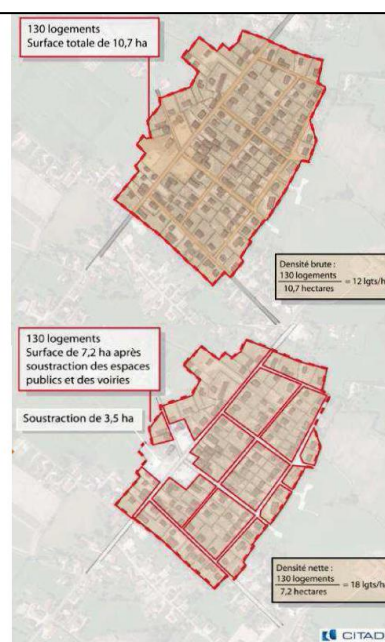 130 logements
Surface totale de 10,7 ha
Densité brute :
130 logements
10,7 hectares
= 12 lgts/h
130 logements
Surface de 7,2 ha après
soustraction des espaces
publics et des voiries
Soustraction de 3,5 ha
Densité nette :
130 logements
7,2 hectares
= 18 lgts/h
CITAD